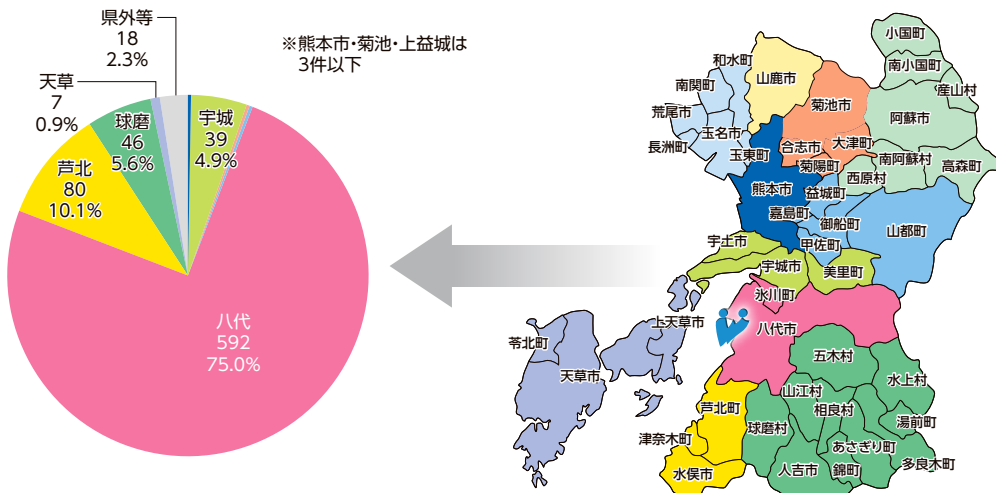 県外等
18
2.3%
※熊本市・菊池・上益城は
3件以下
天草
7
0.9%
球磨
46
5.6%
宇城
39
4.9%
芦北
80
10.1%
八代
592
75.0%
小国町
南小国町
産山村
和水町
南関町
山鹿市
菊池市
阿蘇市
荒尾市
玉名市
長洲町
玉東町
合志市
大津町
菊陽町
南阿蘇村
高森町
西原村
熊本市
益城町
嘉島町
御船町
山都町
甲佐町
宇土市
宇城市
美里町
氷川町
八代市
上天草市
苓北町
天草市
五木村
水上村
山江村
芦北町
相良村
湯前町
球磨村
津奈木町
あさぎり町
多良木町
水俣市
人吉市
錦町